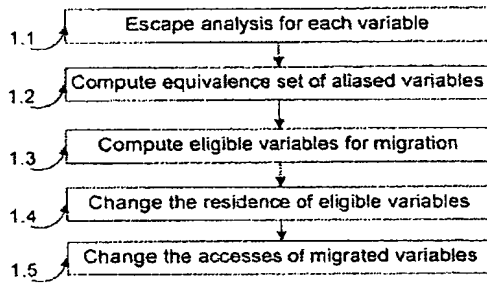 1.1 Escape analysis for each variable
1.2 Compute equivalence set of aliased variables
1.3 Compute eligible variables for migration
1.4 Change the residence of eligible variables
1.5 Change the accesses of migrated variables